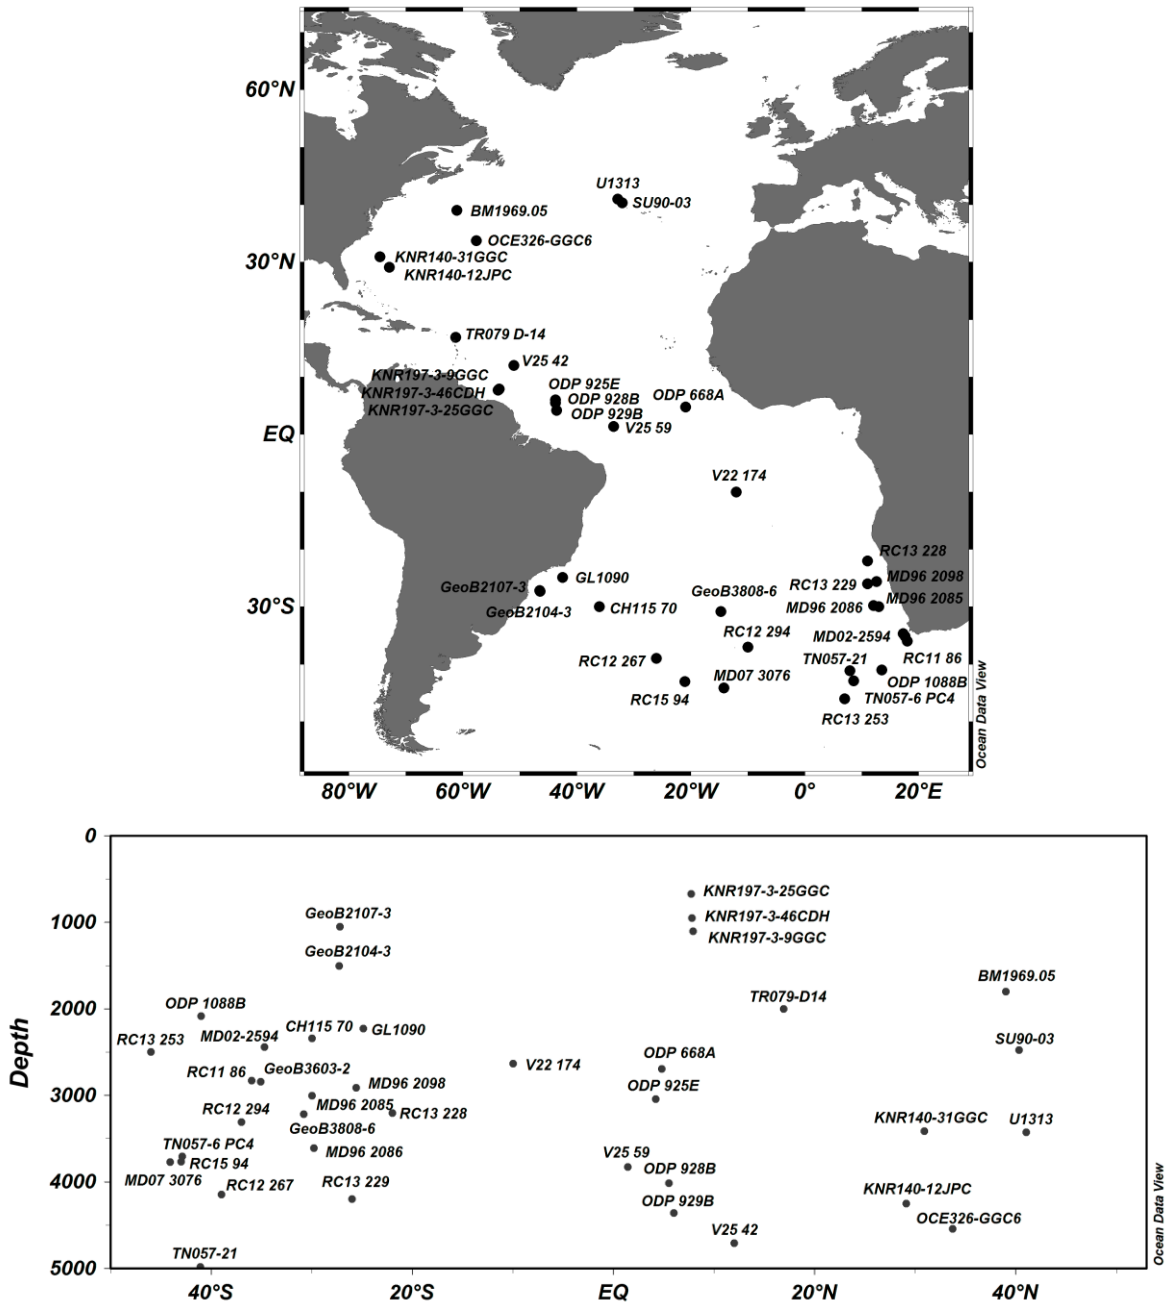 60°N
U1313
SU90-03
BM1969.05
OCE326-GGC6
KNR140-31GGC
30°N
KNR140-12JPC
TR079 D-14
V25 42
KNR197-3-9GGC
ODP 925E
KNR197-3-46CDH
ODP 928B
ODP 668A
KNR197-3-25GGC
ODP 929B
V25 59
EQ
V22 174
RC13 228
GL1090
MD96 2098
GeoB2107-3
RC13 229
GeoB3808-6
MD96 2085
30°S
GeoB2104-3
CH115 70
MD96 2086
RC12 294
MD02-2594
RC12 267
TN057-21
RC11 86
MD07 3076
ODP 1088B
RC15 94
TN057-6 PC4
RC13 253
Ocean Data View
80°W 60°W 40°W 20°W 0° 20°E
0
KNR197-3-25GGC
1000
GeoB2107-3
KNR197-3-46CDH
KNR197-3-9GGC
GeoB2104-3
BM1969.05
2000
ODP 1088B
TR079-D14
RC13 253
MD02-2594
CH115 70
GL1090
SU90-03
ODP 668A
RC11 86
GeoB3603-2
V22 174
3000
MD96 2098
ODP 925E
RC12 294
MD96 2085
RC13 228
KNR140-31GGC
U1313
GeoB3808-6
TN057-6 PC4
MD96 2086
V25 59
RC15 94
ODP 928B
4000
MD07 3076
RC12 267
RC13 229
KNR140-12JPC
ODP 929B
OCE326-GGC6
V25 42
5000
TN057-21
Depth
Ocean Data View
40°S 20°S EQ 20°N 40°N